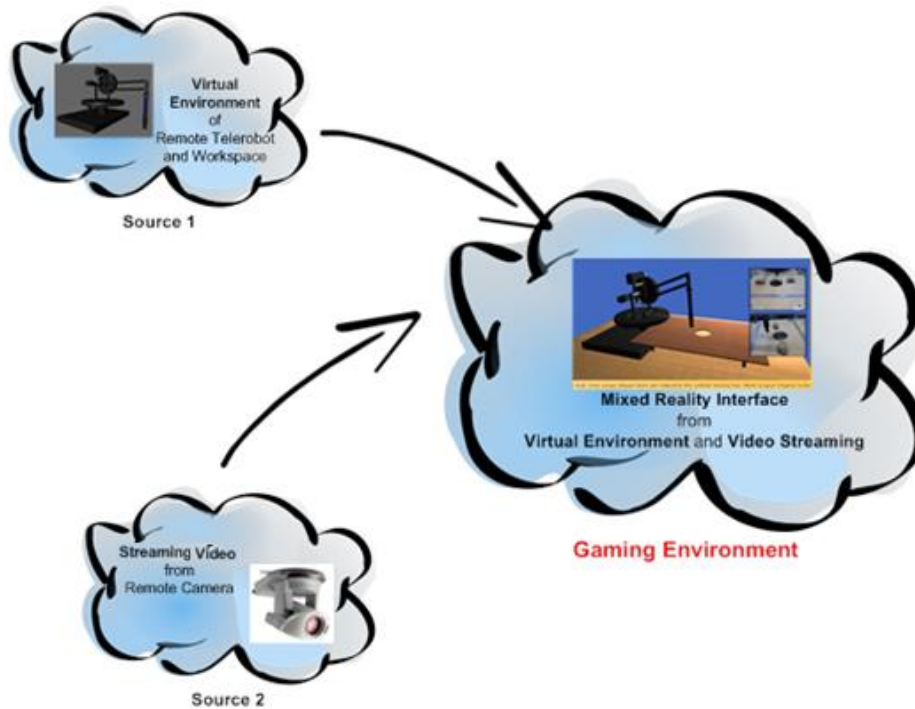 Virtual
Environment
of
Remote Telerobot
and Workspace
Source 1
Mixed Reality Interface
from
Virtual Environment and Video Streaming
Gaming Environment
Streaming Video
from
Remote Camera
Source 2